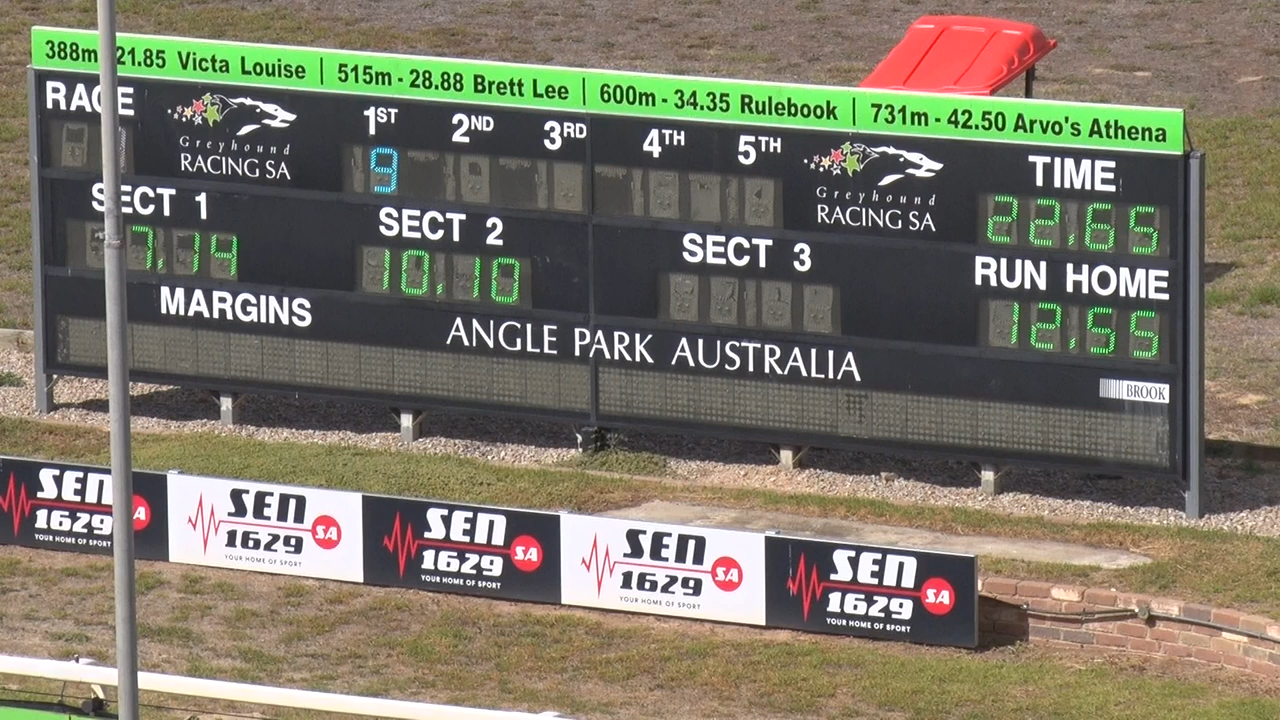 388m - 21.85 Victa Louise | 515m - 28.88 Brett Lee | 600m - 34.35 Rulebook | 731m - 42.50 Arvo's Athena
RACE
Greyhound
RACING SA
1ST 2ND 3RD 4TH 5TH
9
Greyhound
RACING SA
TIME
22.65
SECT 1
7.14
SECT 2
10.10
SECT 3
RUN HOME
12.55
MARGINS
ANGLE PARK AUSTRALIA
BROOK
SEN
1629 SA
YOUR HOME OF SPORT
SEN
1629 SA
YOUR HOME OF SPORT
SEN
1629 SA
YOUR HOME OF SPORT
SEN
1629 SA
YOUR HOME OF SPORT
SEN
1629 SA
YOUR HOME OF SPORT